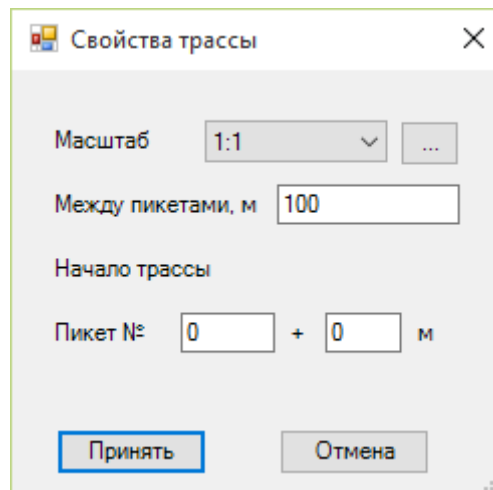 Свойства трассы
Масштаб 1:1 ...
Между пикетами, м 100
Начало трассы
Пикет № 0 + 0 м
Принять Отмена